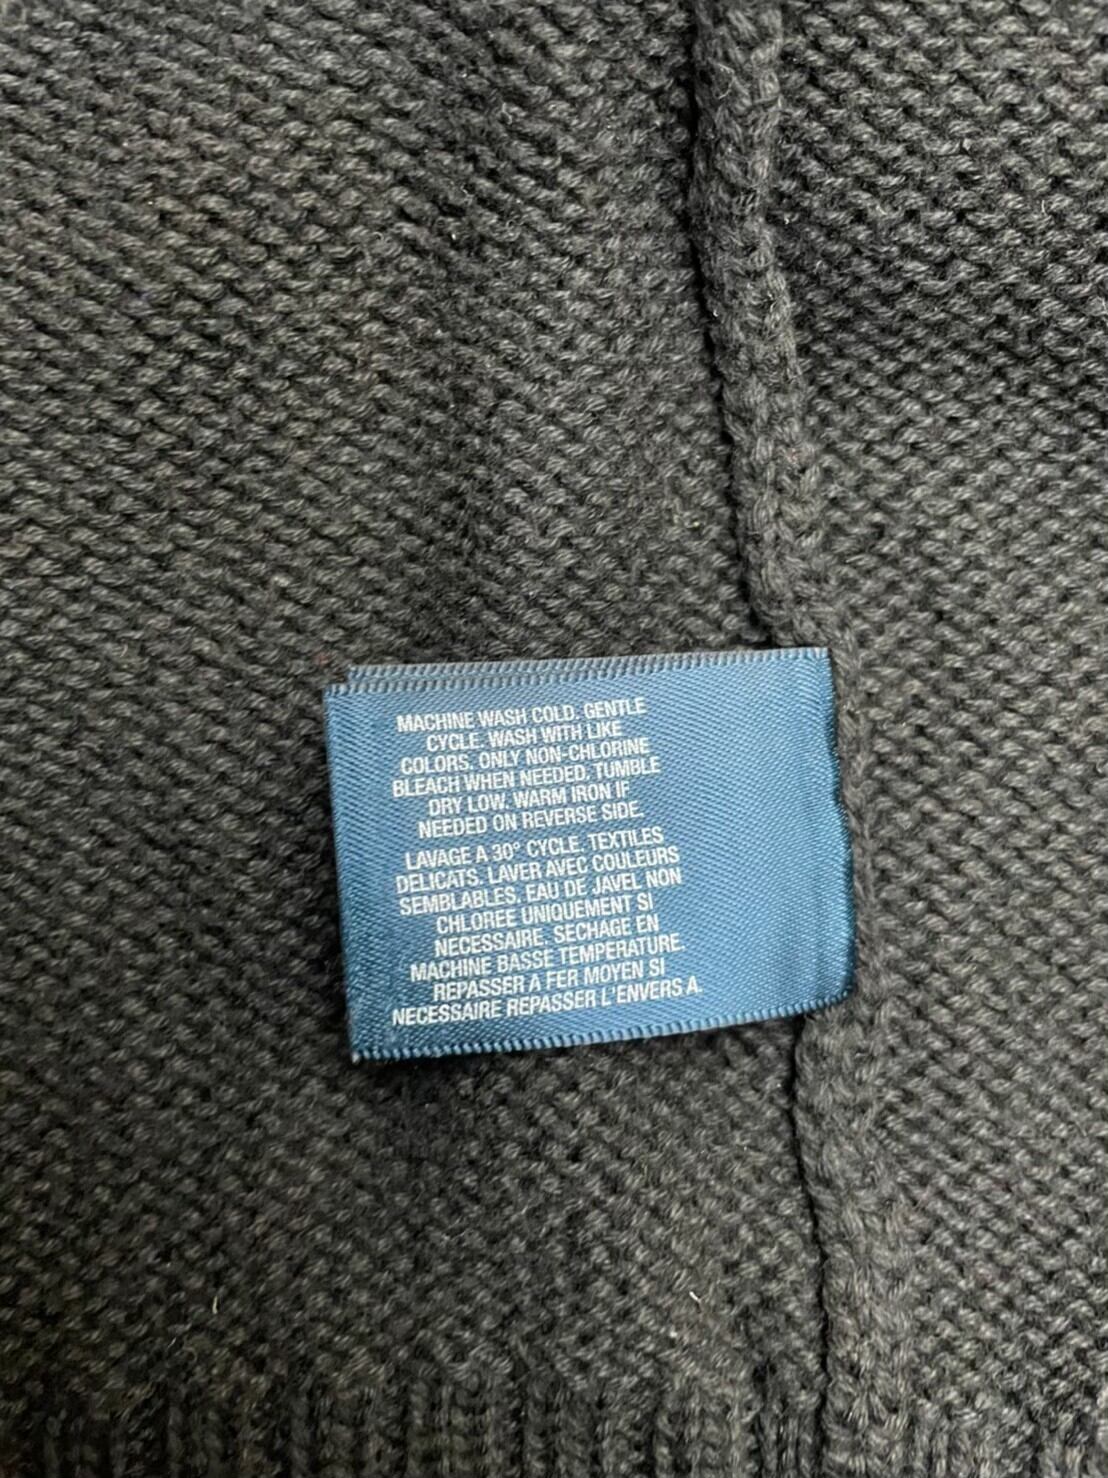 MACHINE WASH COLD. GENTLE
CYCLE. WASH WITH LIKE
COLORS. ONLY NON-CHLORINE
BLEACH WHEN NEEDED. TUMBLE
DRY LOW. WARM IRON IF
NEEDED ON REVERSE SIDE.
LAVAGE A 30° CYCLE. TEXTILES
DELICATS. LAVER AVEC COULEURS
SEMBLABLES. EAU DE JAVEL NON
CHLOREE UNIQUEMENT SI
NECESSAIRE. SECHAGE EN
MACHINE BASSE TEMPERATURE.
REPASSER A FER MOYEN SI
NECESSAIRE REPASSER L'ENVERS A.